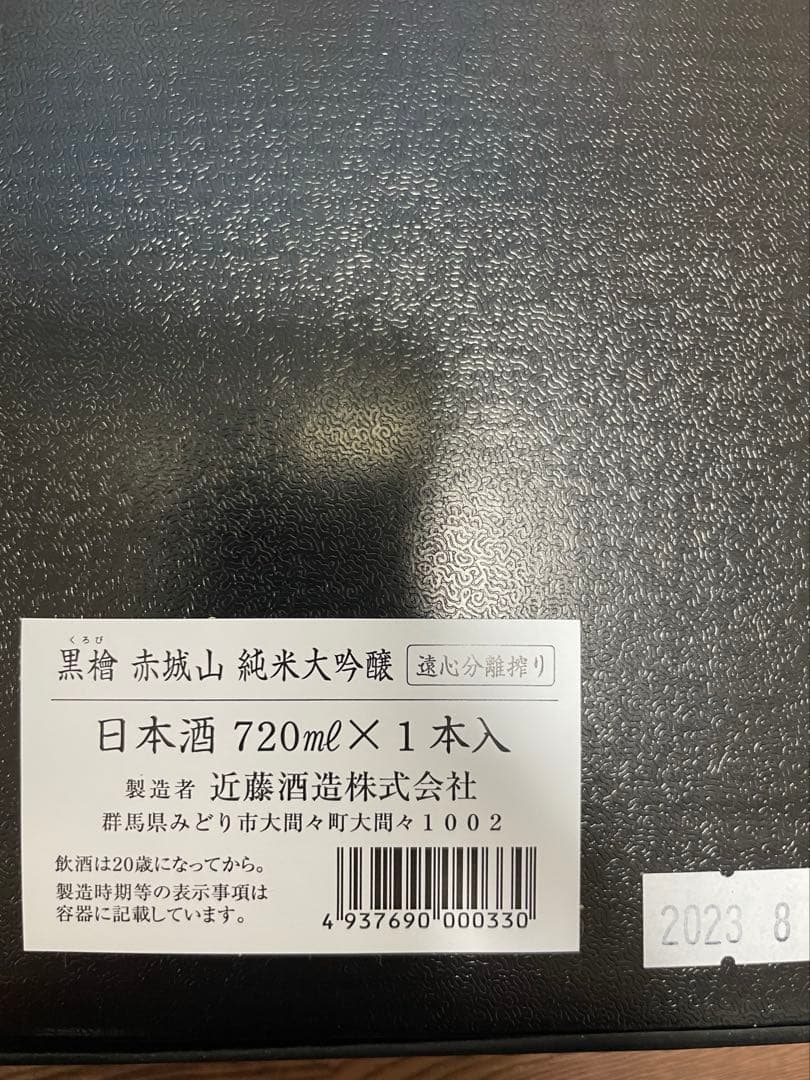 くろび
黒檜 赤城山 純米大吟醸 遠心分離搾り
日本酒 720㎖×1本入
製造者 近藤酒造株式会社
群馬県みどり市大間々町大間々1002
飲酒は20歳になってから。
製造時期等の表示事項は
容器に記載しています。
4 937690 000330
2023 8